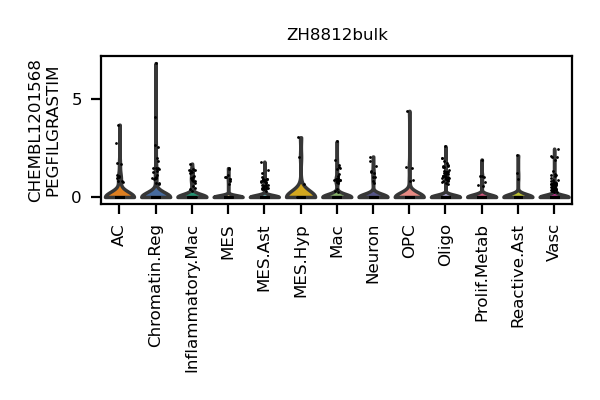 ZH8812bulk
CHEMBL1201568
PEGFILGRASTIM
5
0
AC
Chromatin.Reg
Inflammatory.Mac
MES
MES.Ast
MES.Hyp
Mac
Neuron
OPC
Oligo
Prolif.Metab
Reactive.Ast
Vasc